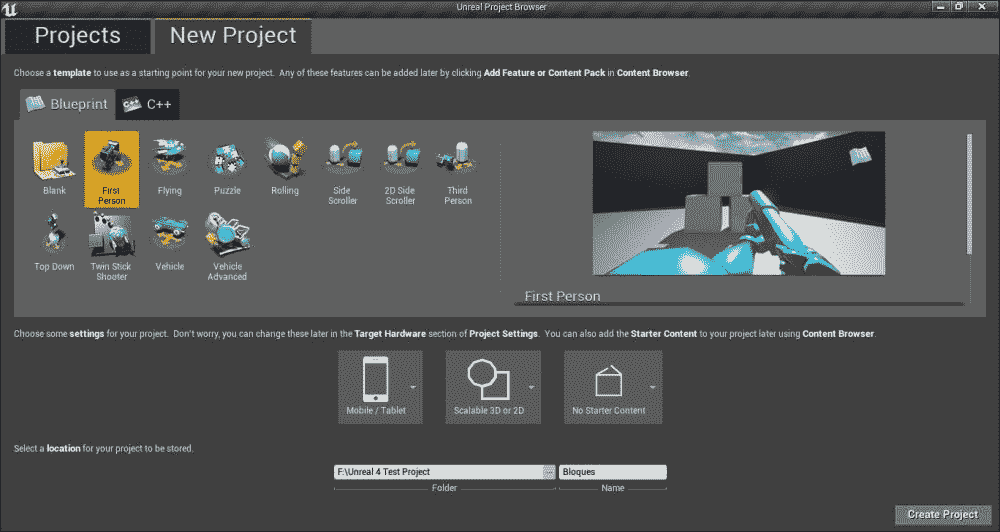 Unreal Project Browser
Projects
New Project
Choose a template to use as a starting point for your new project. Any of these features can be added later by clicking Add Feature or Content Pack in Content Browser.
Blueprint
C++
Blank
First
Person
Flying
Puzzle
Rolling
Side
Scroller
2D Side
Scroller
Third
Person
Top Down
Twin Stick
Shooter
Vehicle
Vehicle
Advanced
First Person
Choose some settings for your project. Don't worry, you can change these later in the Target Hardware section of Project Settings. You can also add the Starter Content to your project later using Content Browser.
Mobile / Tablet
Scalable 3D or 2D
No Starter Content
Select a location for your project to be stored.
F:\Unreal 4 Test Project
...
Bloques
Folder
Name
Create Project